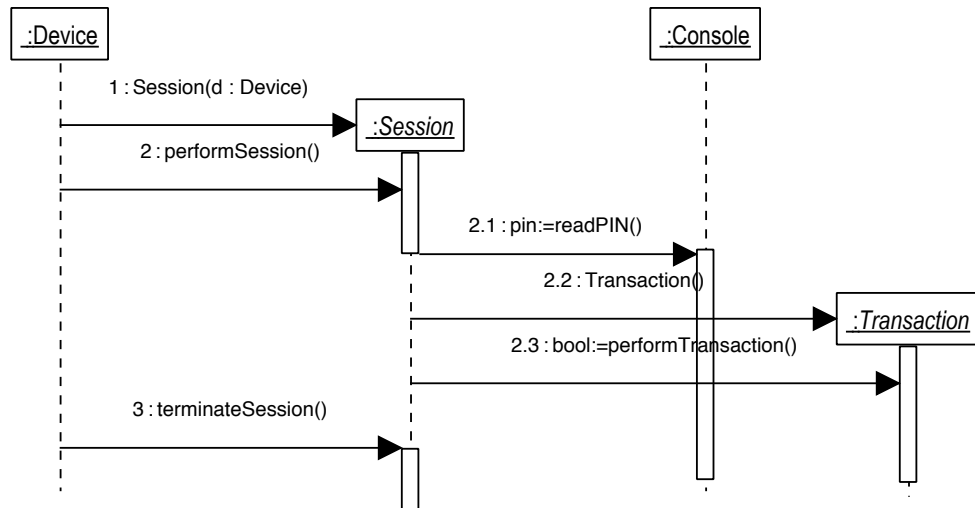 :Device
:Console
1 : Session(d : Device)
:Session
2 : performSession()
2.1 : pin:=readPIN()
2.2 : Transaction()
:Transaction
2.3 : bool:=performTransaction()
3 : terminateSession()